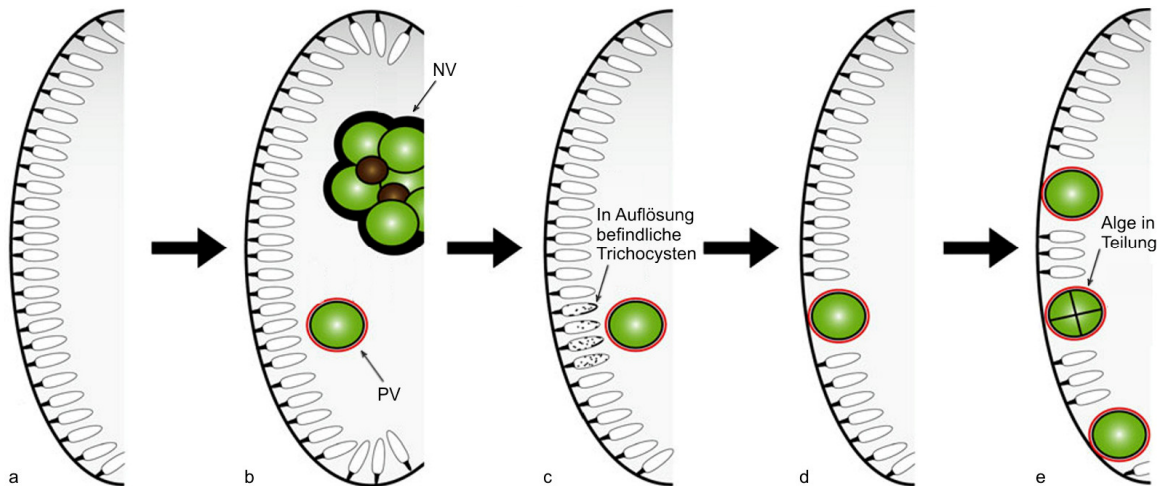 NV
PV
In Auflösung
befindliche
Trichocysten
Alge in
Teilung
a
b
c
d
e